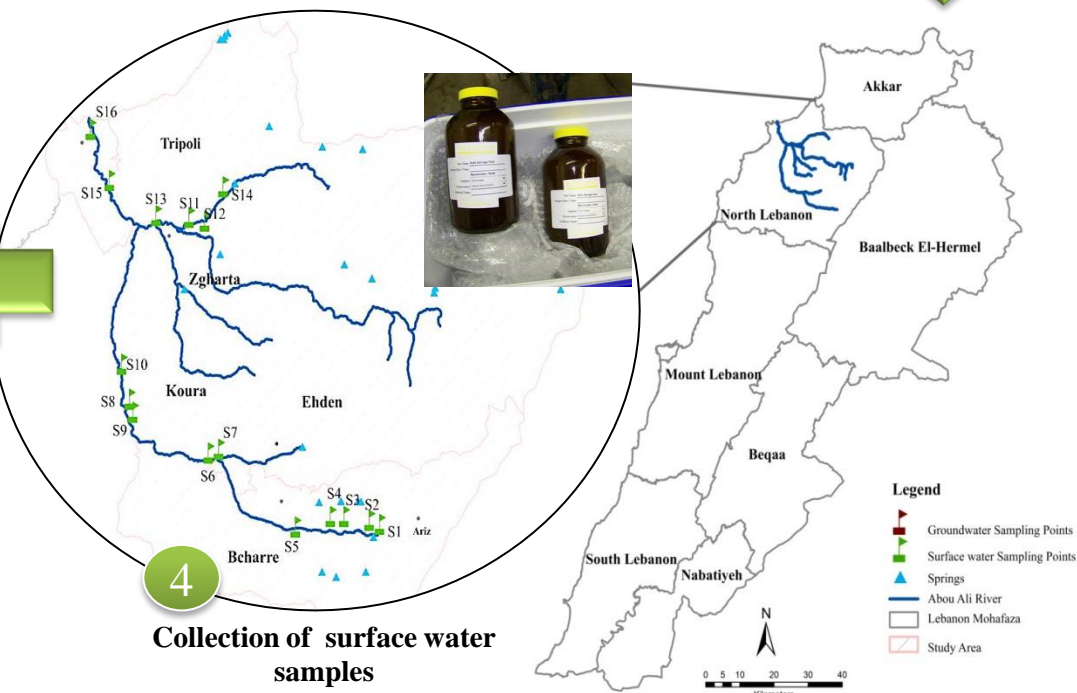 S16
Tripoli
S15
S13
S11
S12
S14
Zgharta
S10
Koura
S8
S9
Ehden
S7
S6
S4
S3
S2
S1
Ariz
S5
Bcharre
4
Collection of surface water
samples
Akkar
North Lebanon
Baalbeck El-Hermel
Mount Lebanon
Beqaa
South Lebanon
Nabatiyeh
Legend
Groundwater Sampling Points
Surface water Sampling Points
Springs
Abou Ali River
Lebanon Mohafaza
Study Area
N
0 5 10 20 30 40